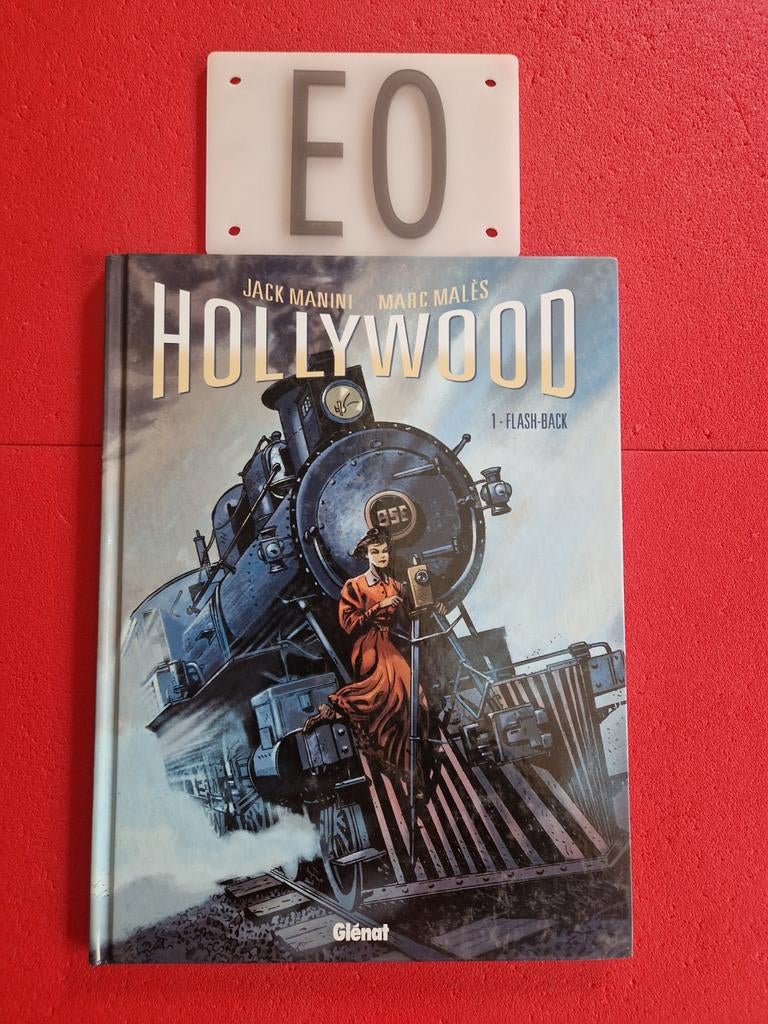 EO
JACK MANINI MARC MALÈS
HOLLYWOOD
1 - FLASH-BACK
Glénat